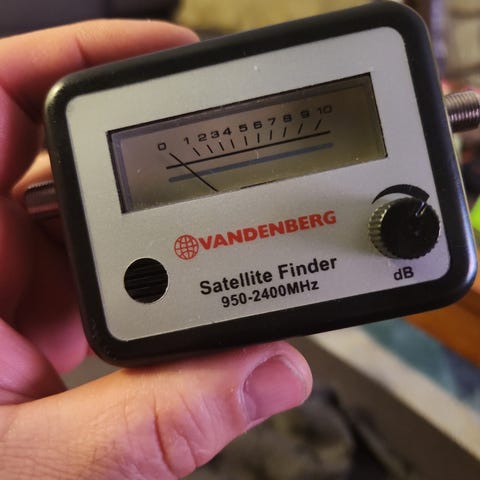 0 1 2 3 4 5 6 7 8 9 10
VANDENBERG
Satellite Finder
950-2400MHz
dB